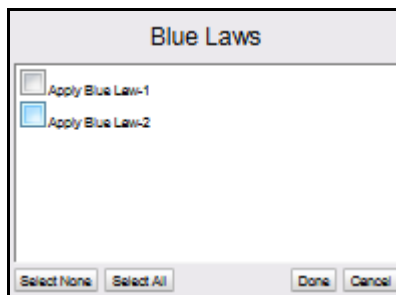 Blue Laws
Apply Blue Law-1
Apply Blue Law-2
Select None Select All Done Cancel